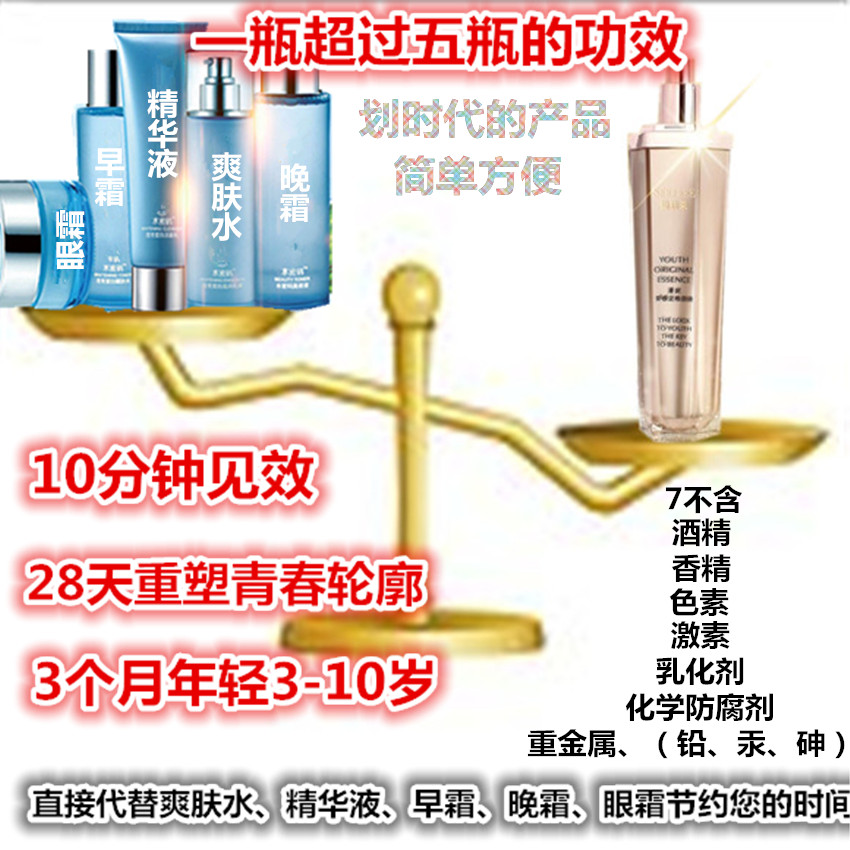 一瓶超过五瓶的功效
划时代的产品
简单方便
精华液
早霜
爽肤水
晚霜
眼霜
YOUTH
ORIGINAL
ESSENCE
THE LOOK
TO YOUTH
THE KEY
TO BEAUTY
10分钟见效
28天重塑青春轮廓
3个月年轻3-10岁
7不含
酒精
香精
色素
激素
乳化剂
化学防腐剂
重金属、（铅、汞、砷）
直接代替爽肤水、精华液、早霜、晚霜、眼霜节约您的时间